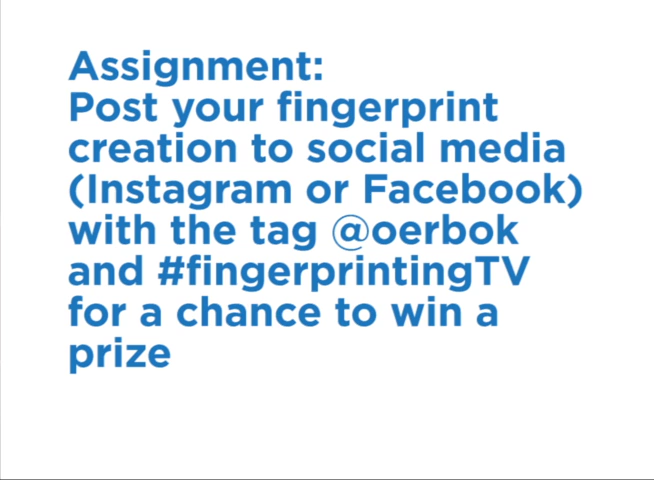 Assignment:
Post your fingerprint
creation to social media
(Instagram or Facebook)
with the tag @oerbok
and #fingerprintingTV
for a chance to win a
prize